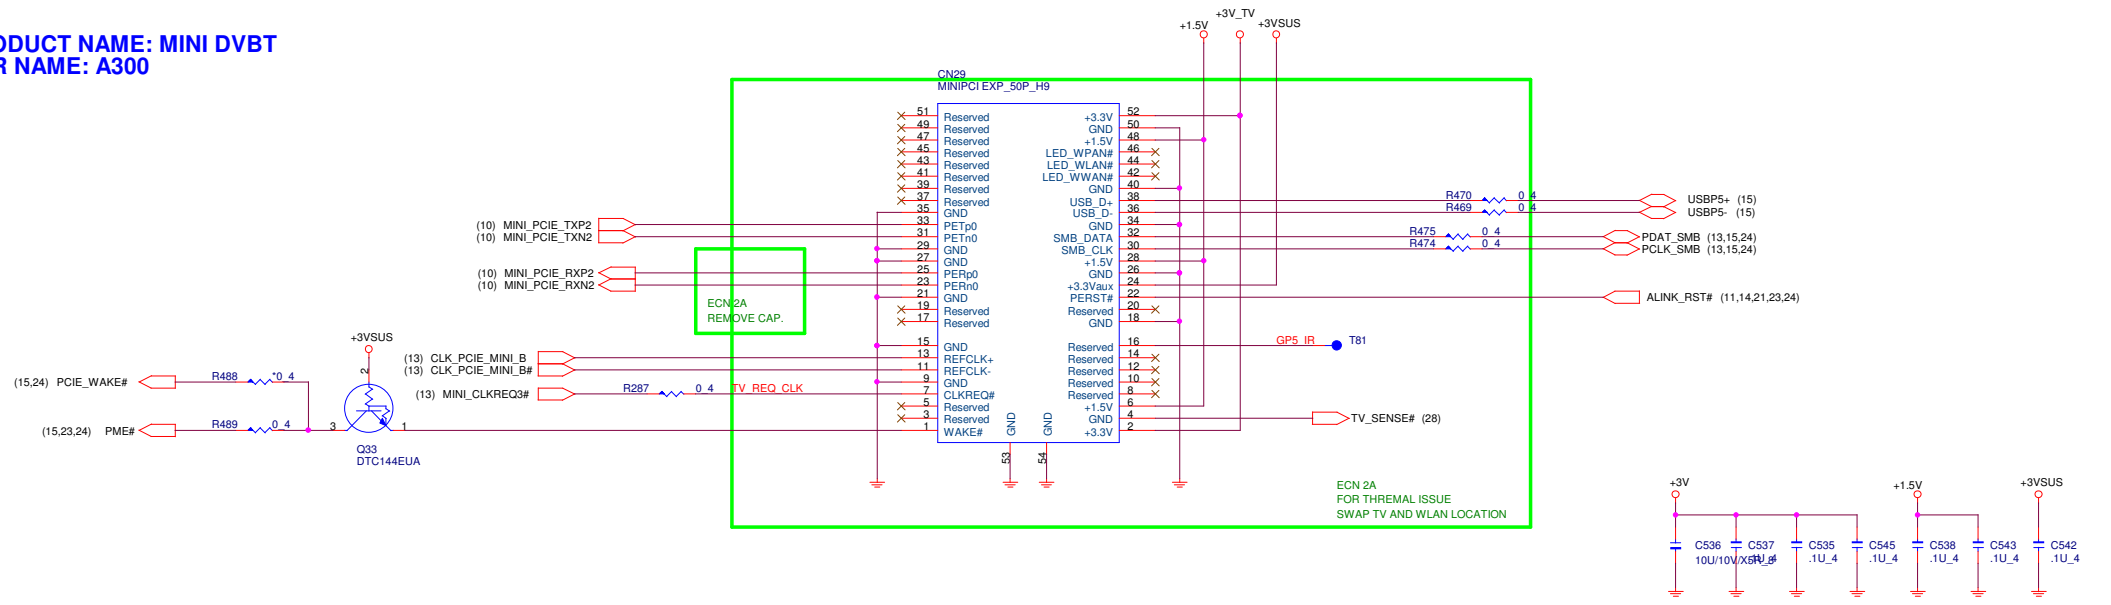 ODUCT NAME: MINI DVBT
R NAME: A300
+1.5V
+3V_TV
+3VSUS
CN29
MINIPCI EXP_50P_H9
51 Reserved +3.3V 52
49 Reserved GND 50
47 Reserved +1.5V 48
45 Reserved LED_WPAN# 46
43 Reserved LED_WLAN# 44
41 Reserved LED_WWAN# 42
39 Reserved GND 40
37 Reserved USB_D+ 38 R470 0_4 USBP5+ (15)
35 GND USB_D- 36 R469 0_4 USBP5- (15)
(10) MINI_PCIE_TXP2 33 PETp0 GND 34
(10) MINI_PCIE_TXN2 31 PETn0 SMB_DATA 32 R475 0_4 PDAT_SMB (13,15,24)
29 GND SMB_CLK 30 R474 0_4 PCLK_SMB (13,15,24)
27 GND +1.5V 28
(10) MINI_PCIE_RXP2 25 PERp0 GND 26
(10) MINI_PCIE_RXN2 23 PERn0 +3.3Vaux 24
21 GND PERST# 22 ALINK_RST# (11,14,21,23,24)
ECN 2A
REMOVE CAP.
19 Reserved Reserved 20
17 Reserved GND 18
15 GND Reserved 16 GP5_IR T81
(13) CLK_PCIE_MINI_B 13 REFCLK+ Reserved 14
(13) CLK_PCIE_MINI_B# 11 REFCLK- Reserved 12
9 GND Reserved 10
(13) MINI_CLKREQ3# R287 0_4 TV_REQ_CLK 7 CLKREQ# Reserved 8
5 Reserved +1.5V 6
3 Reserved GND 4 TV_SENSE# (28)
1 WAKE# +3.3V 2
GND GND
53 54
+3VSUS
2
(15,24) PCIE_WAKE# R488 *0_4
(15,23,24) PME# R489 0_4 3 1
Q33
DTC144EUA
ECN 2A
FOR THREMAL ISSUE
SWAP TV AND WLAN LOCATION
+3V +1.5V +3VSUS
C536 C537 C535 C545 C538 C543 C542
10U/10V/X5R_8 .1U_4 .1U_4 .1U_4 .1U_4 .1U_4 .1U_4